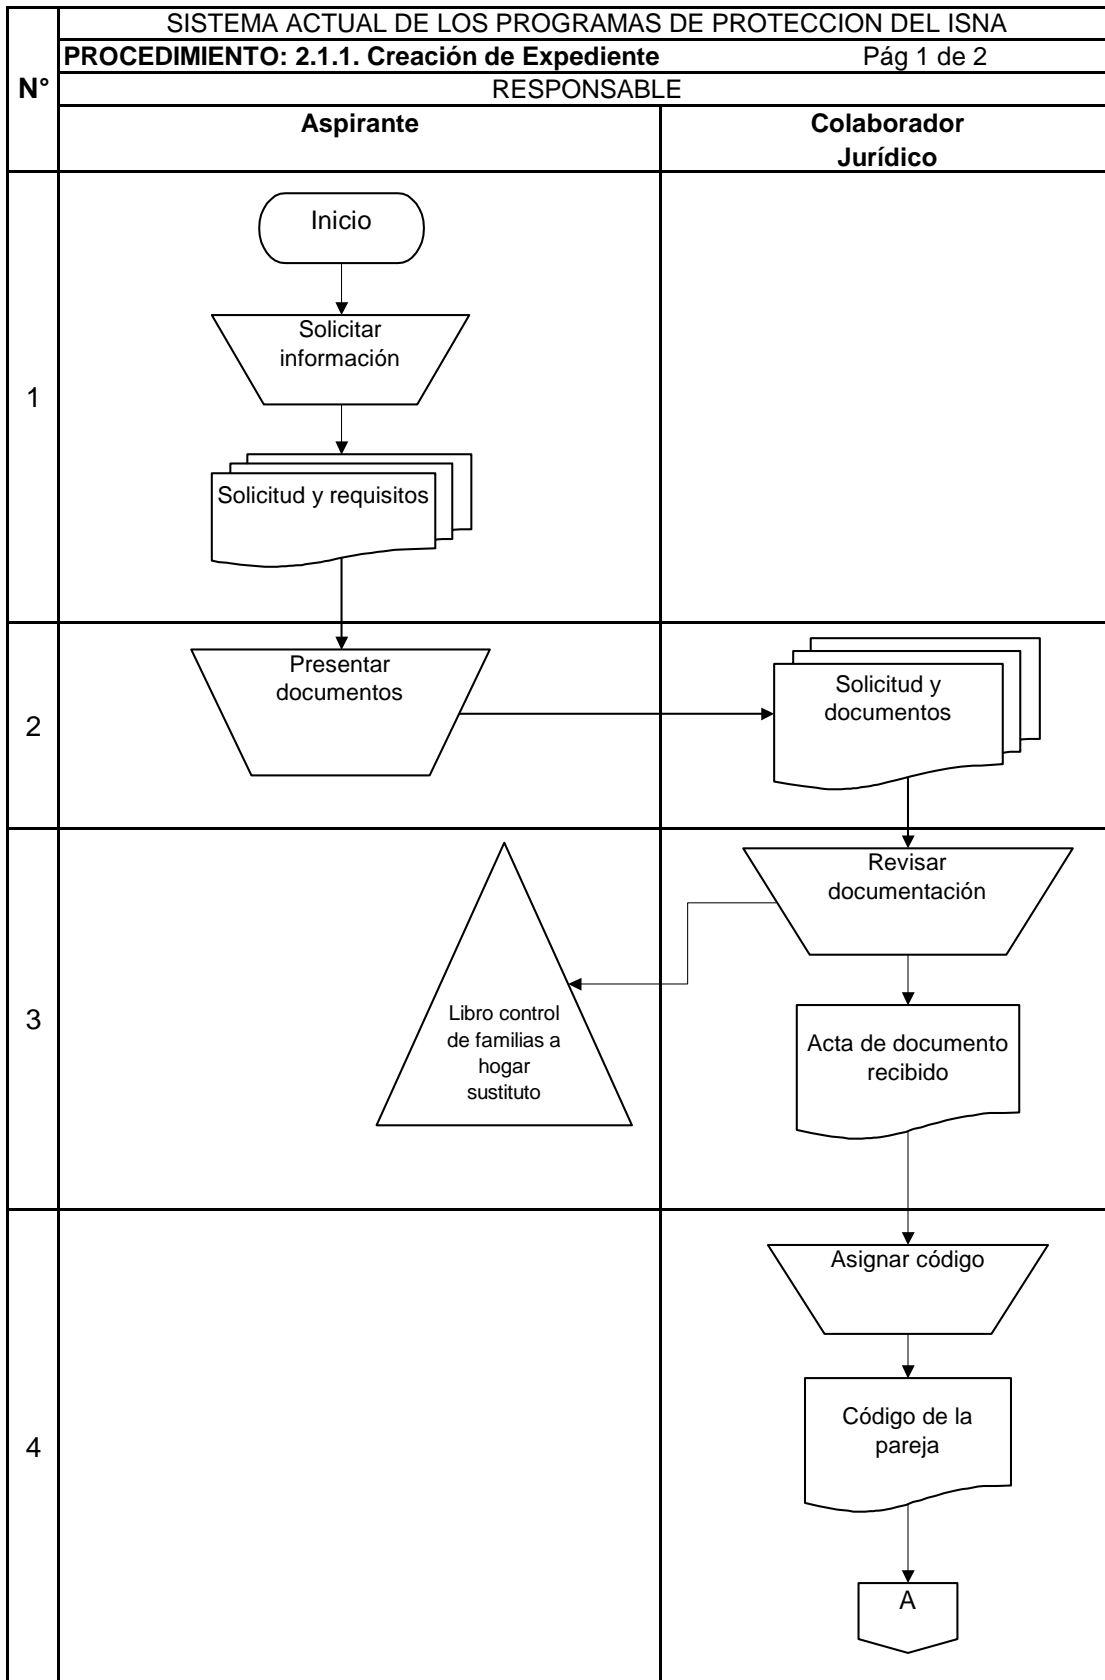 SISTEMA ACTUAL DE LOS PROGRAMAS DE PROTECCION DEL ISNA
PROCEDIMIENTO: 2.1.1. Creación de Expediente Pág 1 de 2
N°
RESPONSABLE
Aspirante
Colaborador
Jurídico
Inicio
Solicitar
información
1
Solicitud y requisitos
Presentar
documentos
Solicitud y
documentos
2
Revisar
documentación
3
Libro control
de familias a
hogar
sustituto
Acta de documento
recibido
Asignar código
4
Código de la
pareja
A